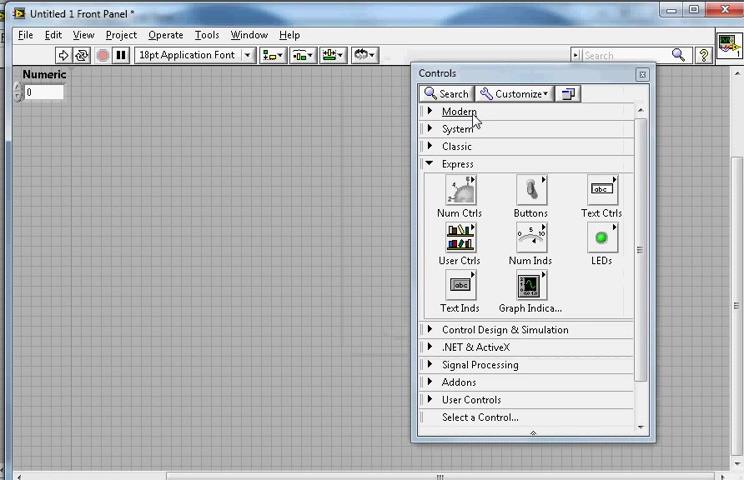 Untitled 1 Front Panel *
File Edit View Project Operate Tools Window Help
18pt Application Font
Search
?
1
Numeric
0
Controls
Search Customize
Modern
System
Classic
Express
Num Ctrls Buttons Text Ctrls
User Ctrls Num Inds LEDs
Text Inds Graph Indica...
Control Design & Simulation
.NET & ActiveX
Signal Processing
Addons
User Controls
Select a Control...